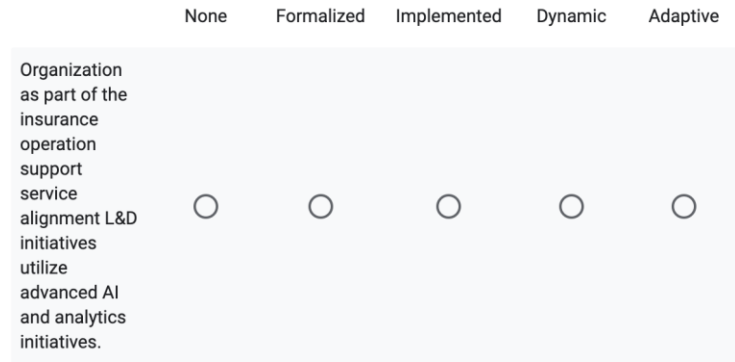 None Formalized Implemented Dynamic Adaptive
Organization
as part of the
insurance
operation
support
service
alignment L&D
initiatives
utilize
advanced AI
and analytics
initiatives.